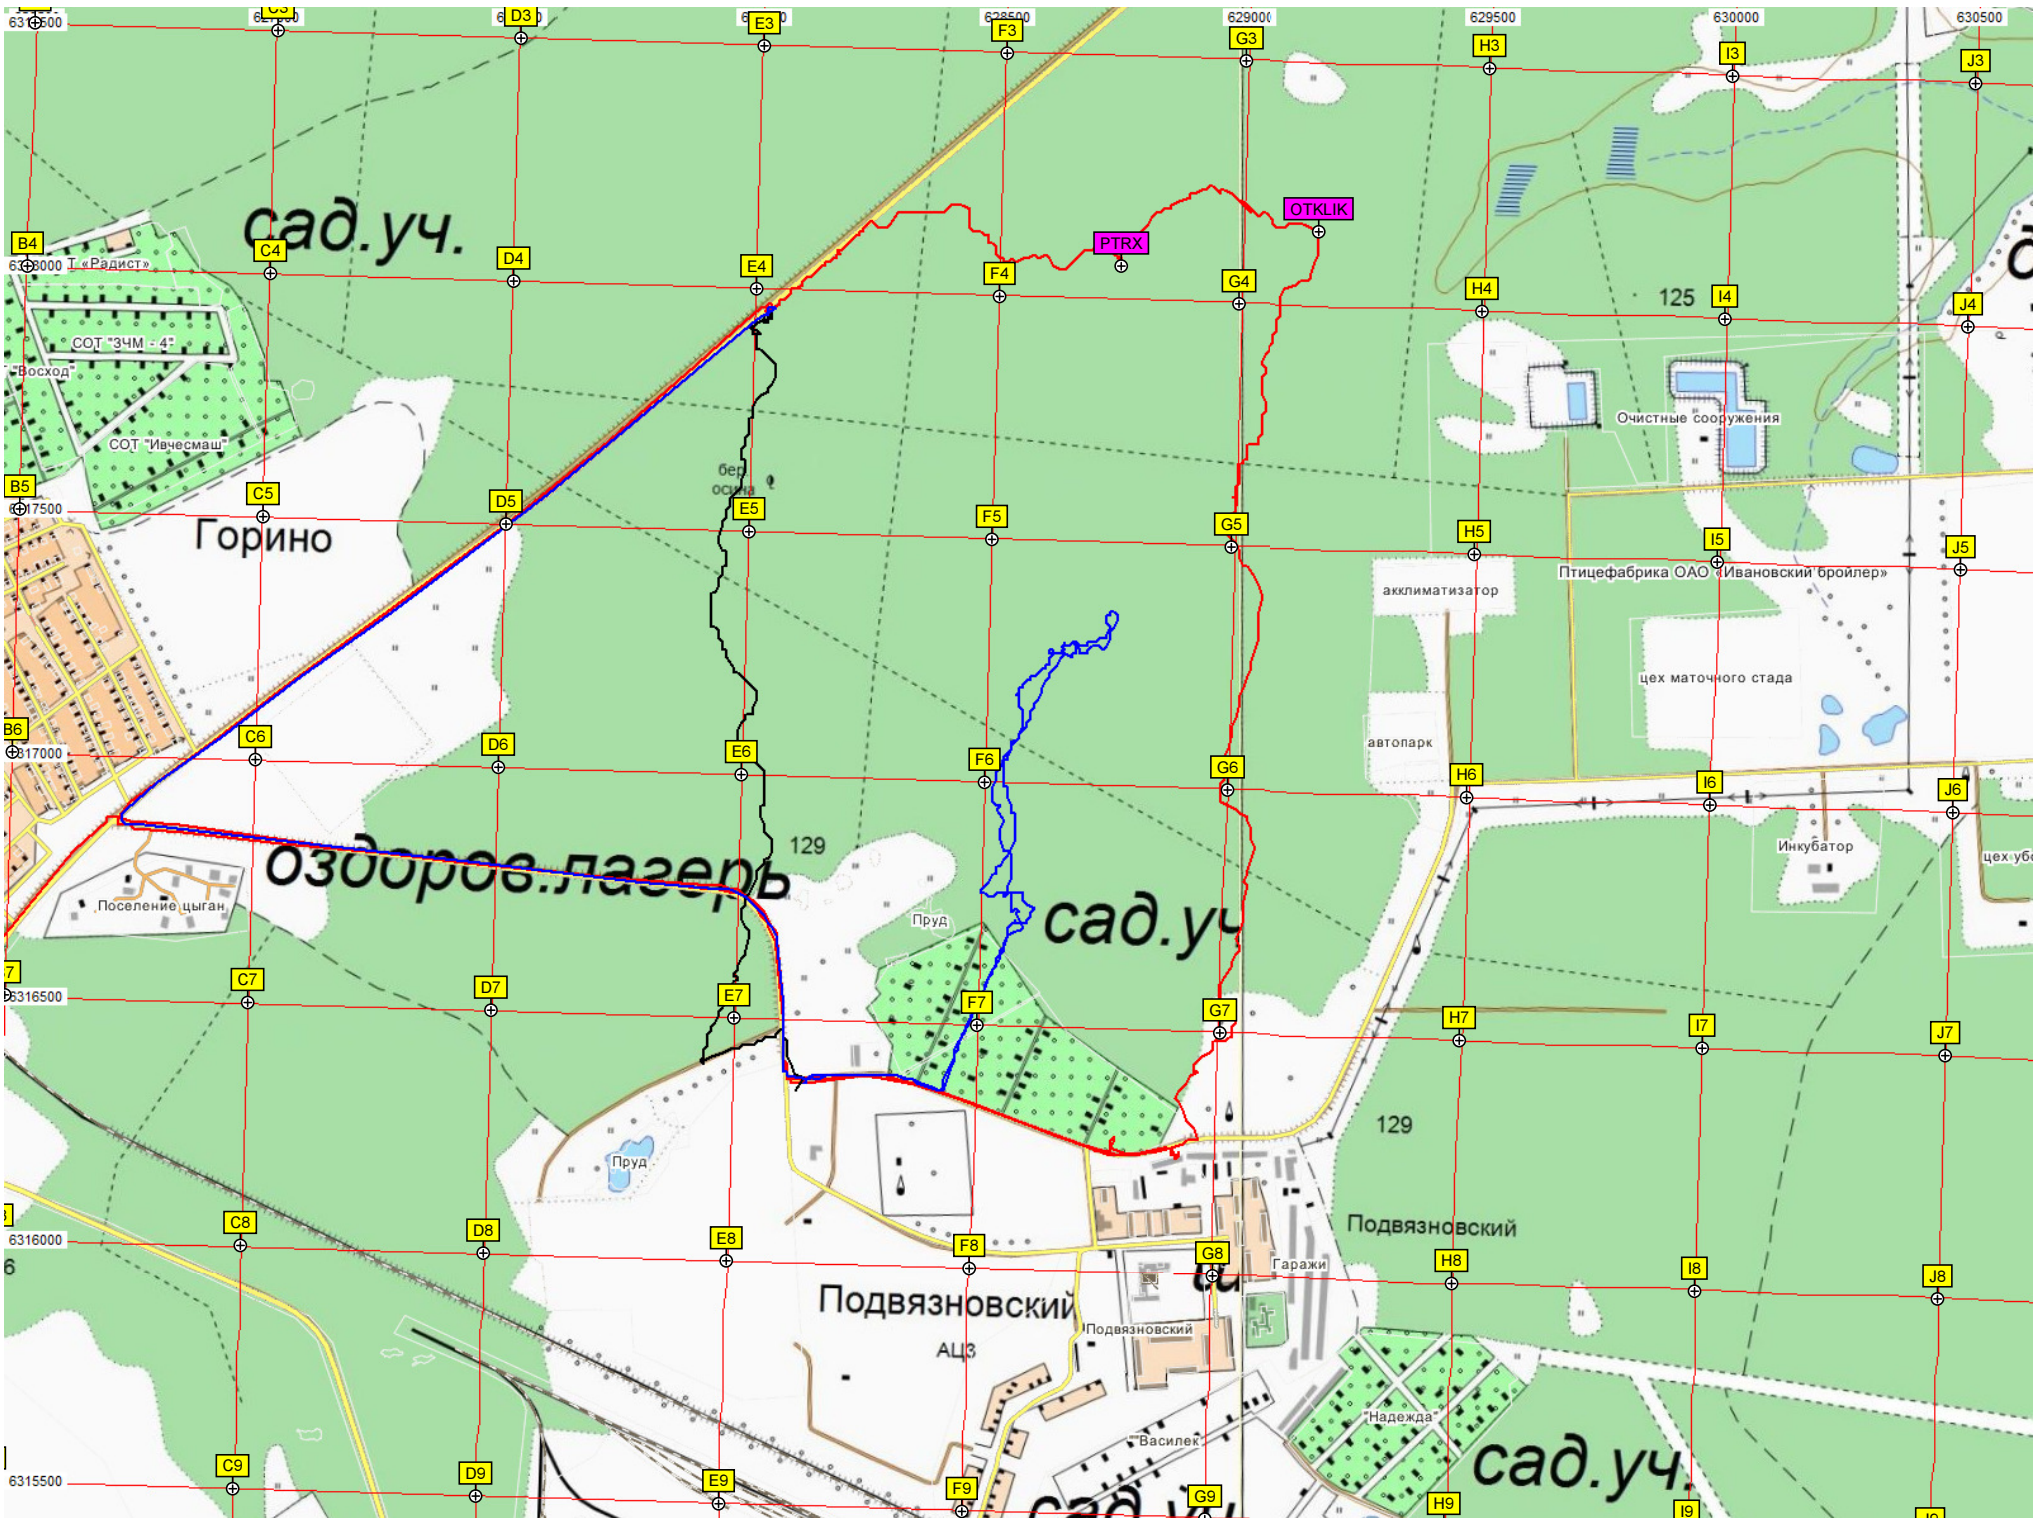 C3
D3
E3
F3
G3
H3
I3
J3
628500
629000
629500
630000
630500
сад.уч.
OTKLIK
PTRX
B4
C4
D4
E4
F4
G4
H4
I4
J4
Т «Радист»
125
СОТ "ЗЧМ - 4"
"Восход"
СОТ "Ивчесмаш"
Очистные сооружения
бер.
осина
B5
C5
D5
E5
F5
G5
H5
I5
J5
Горино
Птицефабрика ОАО «Ивановский бройлер»
акклиматизатор
цех маточного стада
автопарк
B6
C6
D6
E6
F6
G6
H6
I6
J6
129
оздоров.лагерь
Инкубатор
Поселение цыган
Пруд
сад.уч
C7
D7
E7
F7
G7
H7
I7
J7
6316500
129
Пруд
C8
D8
E8
F8
G8
H8
I8
J8
6316000
Подвязновский
Гаражи
Подвязновский
Подвязновский
"Надежда"
"Василек
сад.уч.
C9
D9
E9
F9
G9
H9
I9
6315500
сад.уч.